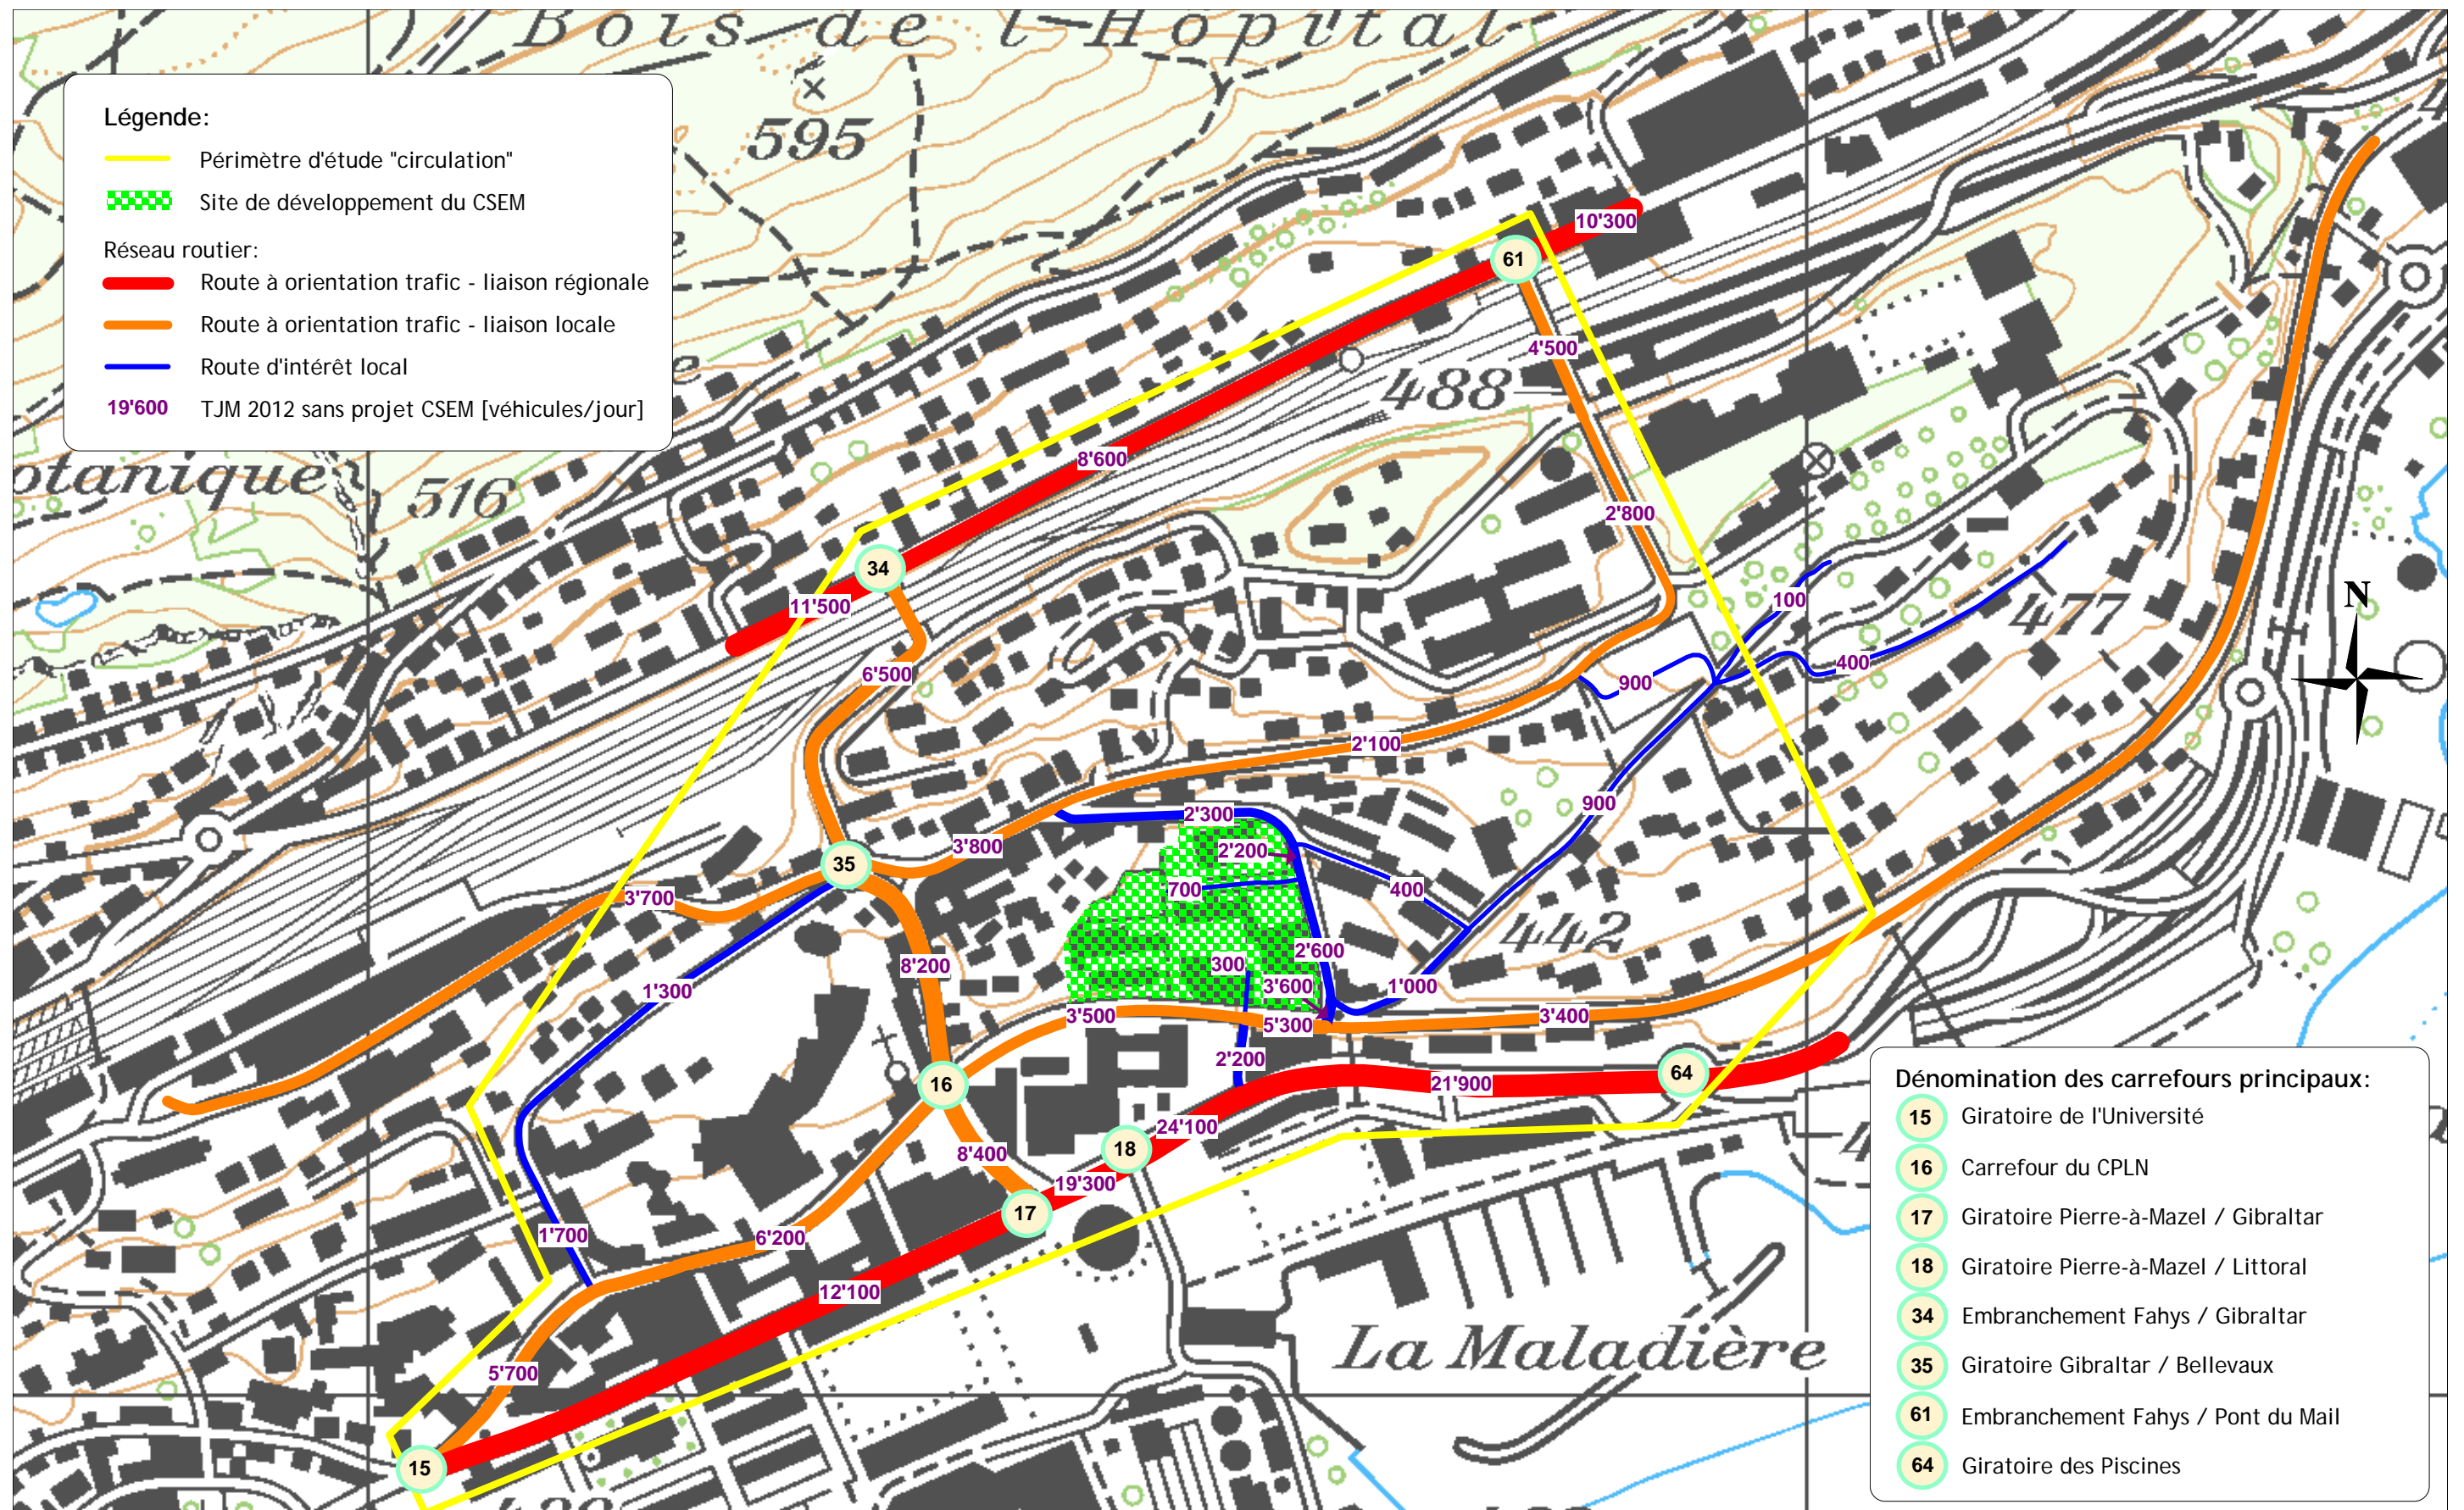 Bois de l'Hôpital
595
Légende:
Périmètre d'étude "circulation"
Site de développement du CSEM
Réseau routier:
Route à orientation trafic - liaison régionale
Route à orientation trafic - liaison locale
Route d'intérêt local
19'600 TJM 2012 sans projet CSEM [véhicules/jour]
10'300
61
4'500
488
8'600
otanique
516
2'800
34
11'500
100
477
N
6'500
400
900
2'100
900
2'300
3'800
2'200
35
700
400
3'700
442
2'600
8'200
300
1'300
3'600
1'000
3'500
5'300
3'400
2'200
16
21'900
64
24'100
18
8'400
19'300
17
1'700
6'200
12'100
La Maladière
5'700
15
Dénomination des carrefours principaux:
15 Giratoire de l'Université
16 Carrefour du CPLN
17 Giratoire Pierre-à-Mazel / Gibraltar
18 Giratoire Pierre-à-Mazel / Littoral
34 Embranchement Fahys / Gibraltar
35 Giratoire Gibraltar / Bellevaux
61 Embranchement Fahys / Pont du Mail
64 Giratoire des Piscines